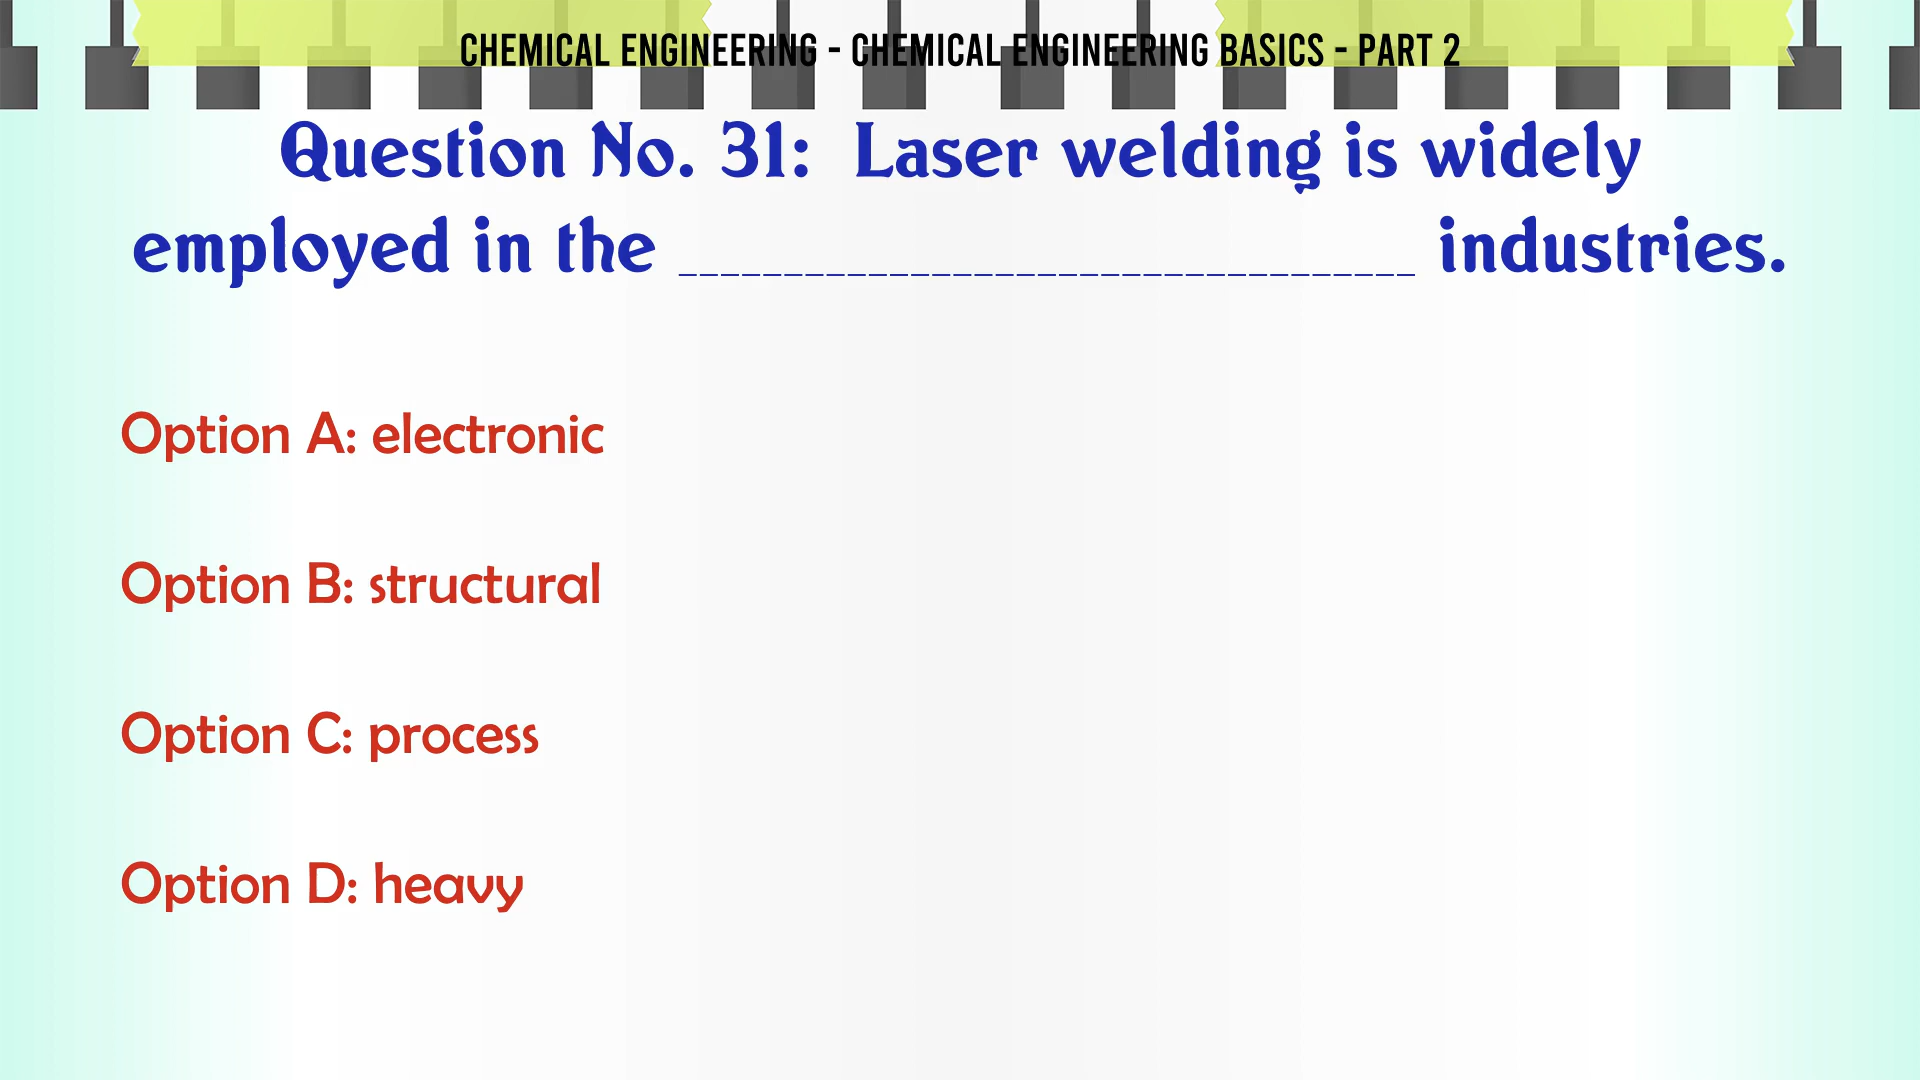 CHEMICAL ENGINEERING - CHEMICAL ENGINEERING BASICS - PART 2
Question No. 31: Laser welding is widely
employed in the ___________________________________ industries.
Option A: electronic
Option B: structural
Option C: process
Option D: heavy